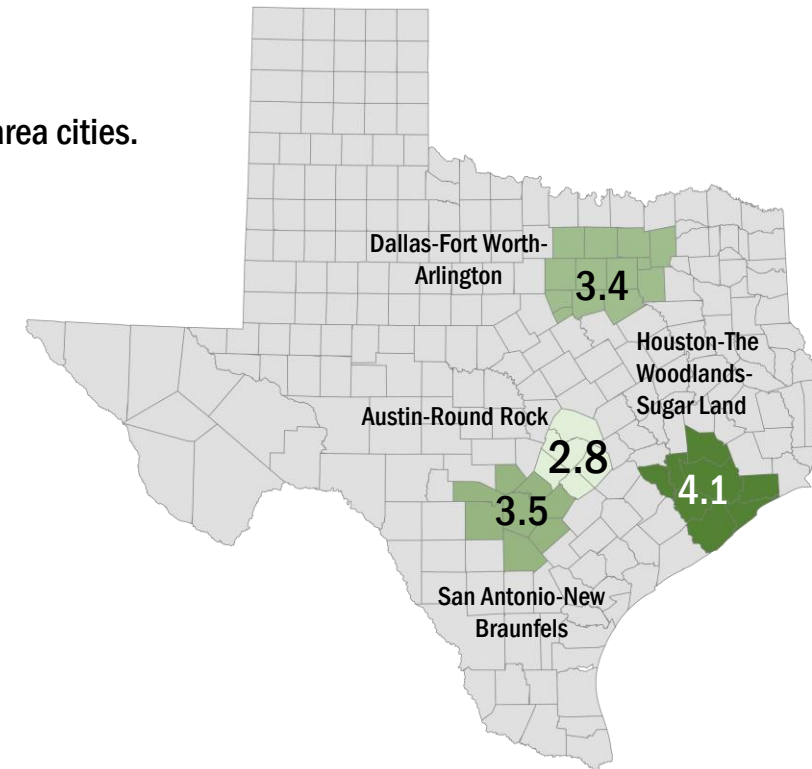 area cities.
Dallas-Fort Worth-
Arlington
3.4
Houston-The
Woodlands-
Sugar Land
Austin-Round Rock
2.8
4.1
3.5
San Antonio-New
Braunfels